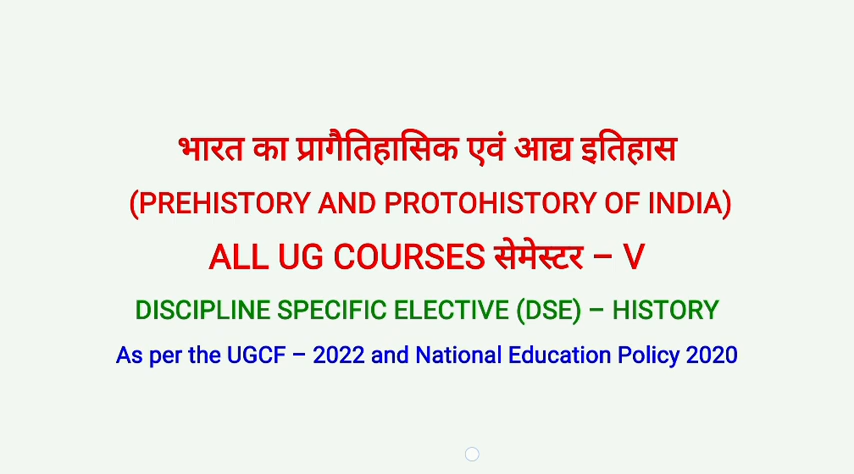 भारत का प्रागैतिहासिक एवं आद्य इतिहास
(PREHISTORY AND PROTOHISTORY OF INDIA)
ALL UG COURSES सेमेस्टर – V
DISCIPLINE SPECIFIC ELECTIVE (DSE) – HISTORY
As per the UGCF – 2022 and National Education Policy 2020